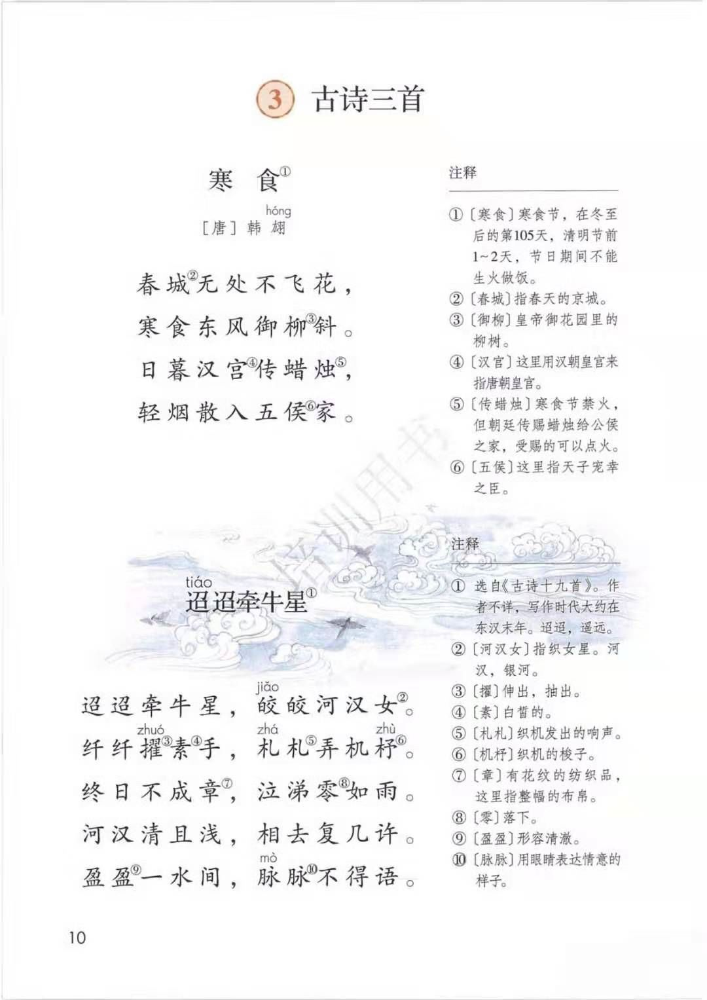 3 古诗三首
寒 食①
hóng
［唐］韩 翃
春城②无处不飞花，
寒食东风御柳③斜。
日暮汉宫④传蜡烛⑤，
轻烟散入五侯⑥家。
注释
①〔寒食〕寒食节，在冬至
后的第105天，清明节前
1~2天，节日期间不能
生火做饭。
②〔春城〕指春天的京城。
③〔御柳〕皇帝御花园里的
柳树。
④〔汉宫〕这里用汉朝皇宫来
指唐朝皇宫。
⑤〔传蜡烛〕寒食节禁火，
但朝廷传赐蜡烛给公侯
之家，受赐的可以点火。
⑥〔五侯〕这里指天子宠幸
之臣。
培训用书
tiáo
迢迢牵牛星①
jiǎo
迢迢牵牛星，皎皎河汉女②。
zhuó zhá zhù
纤纤擢③素④手，札札⑤弄机杼⑥。
终日不成章⑦，泣涕零⑧如雨。
河汉清且浅，相去复几许。
mò
盈盈⑨一水间，脉脉⑩不得语。
注释
① 选自《古诗十九首》。作
者不详，写作时代大约在
东汉末年。迢迢，遥远。
②〔河汉女〕指织女星。河
汉，银河。
③〔擢〕伸出，抽出。
④〔素〕白皙的。
⑤〔札札〕织机发出的响声。
⑥〔机杼〕织机的梭子。
⑦〔章〕有花纹的纺织品，
这里指整幅的布帛。
⑧〔零〕落下。
⑨〔盈盈〕形容清澈。
⑩〔脉脉〕用眼睛表达情意的
样子。
10